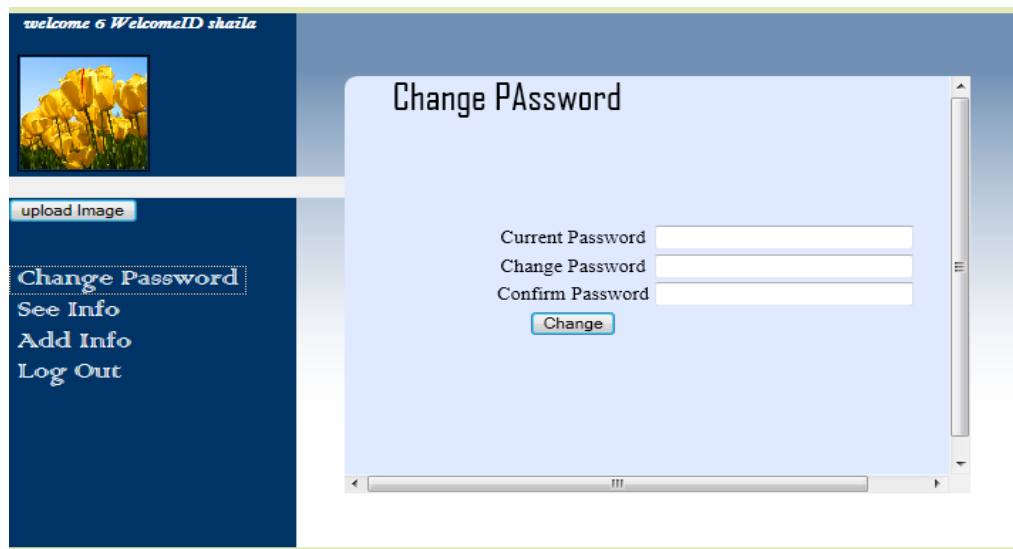 welcome 6 WelcomeID shaila
upload Image
Change Password
See Info
Add Info
Log Out
Change PAssword
Current Password
Change Password
Confirm Password
Change